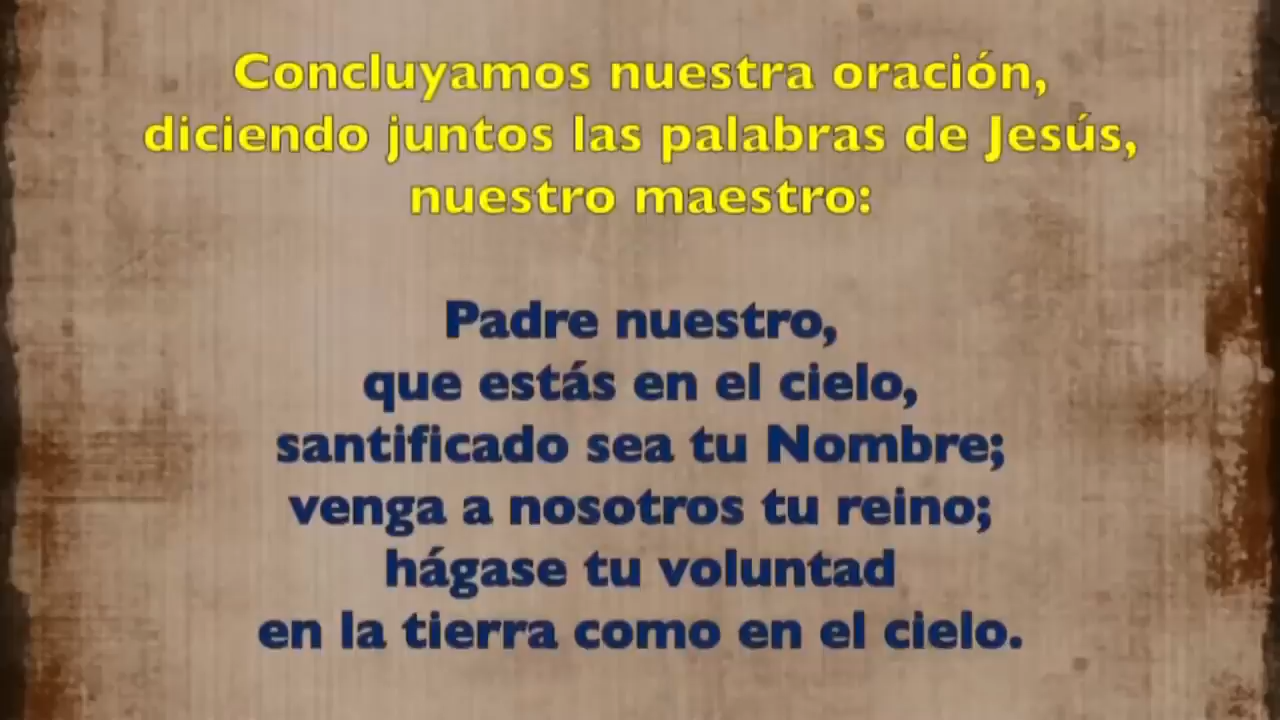 Concluyamos nuestra oración,
diciendo juntos las palabras de Jesús,
nuestro maestro:
Padre nuestro,
que estás en el cielo,
santificado sea tu Nombre;
venga a nosotros tu reino;
hágase tu voluntad
en la tierra como en el cielo.